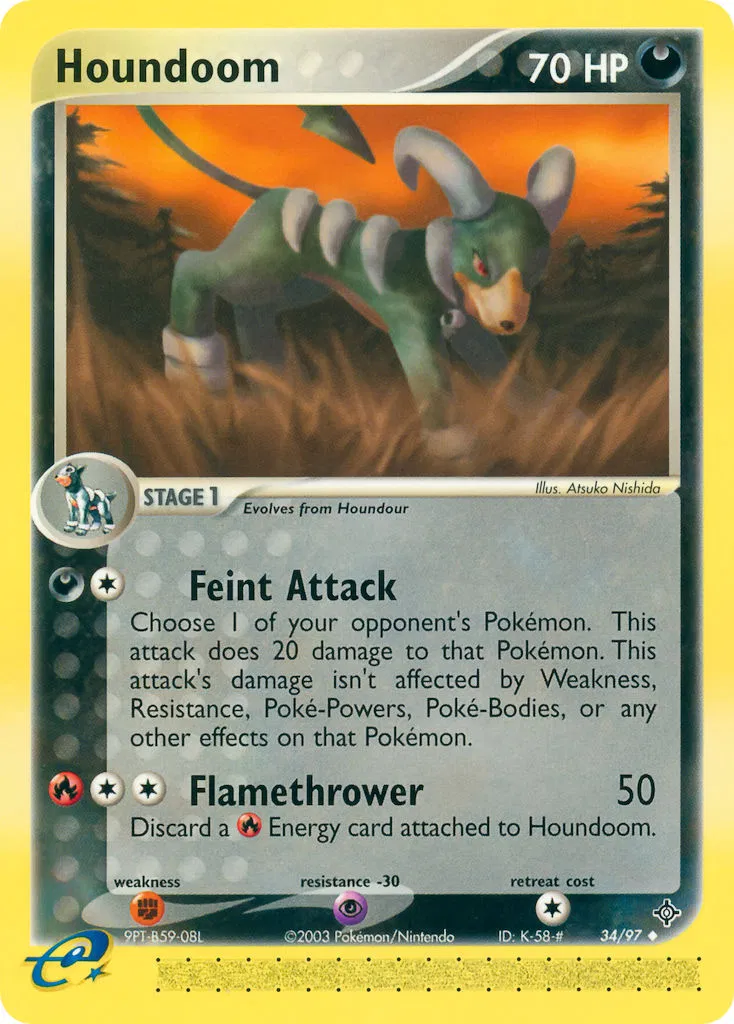 Houndoom 70 HP
STAGE 1
Illus. Atsuko Nishida
Evolves from Houndour
Feint Attack
Choose 1 of your opponent's Pokémon. This
attack does 20 damage to that Pokémon. This
attack's damage isn't affected by Weakness,
Resistance, Poké-Powers, Poké-Bodies, or any
other effects on that Pokémon.
Flamethrower 50
Discard a Energy card attached to Houndoom.
weakness resistance -30 retreat cost
9PT-B59-08L ©2003 Pokémon/Nintendo ID: K-58-# 34/97
e